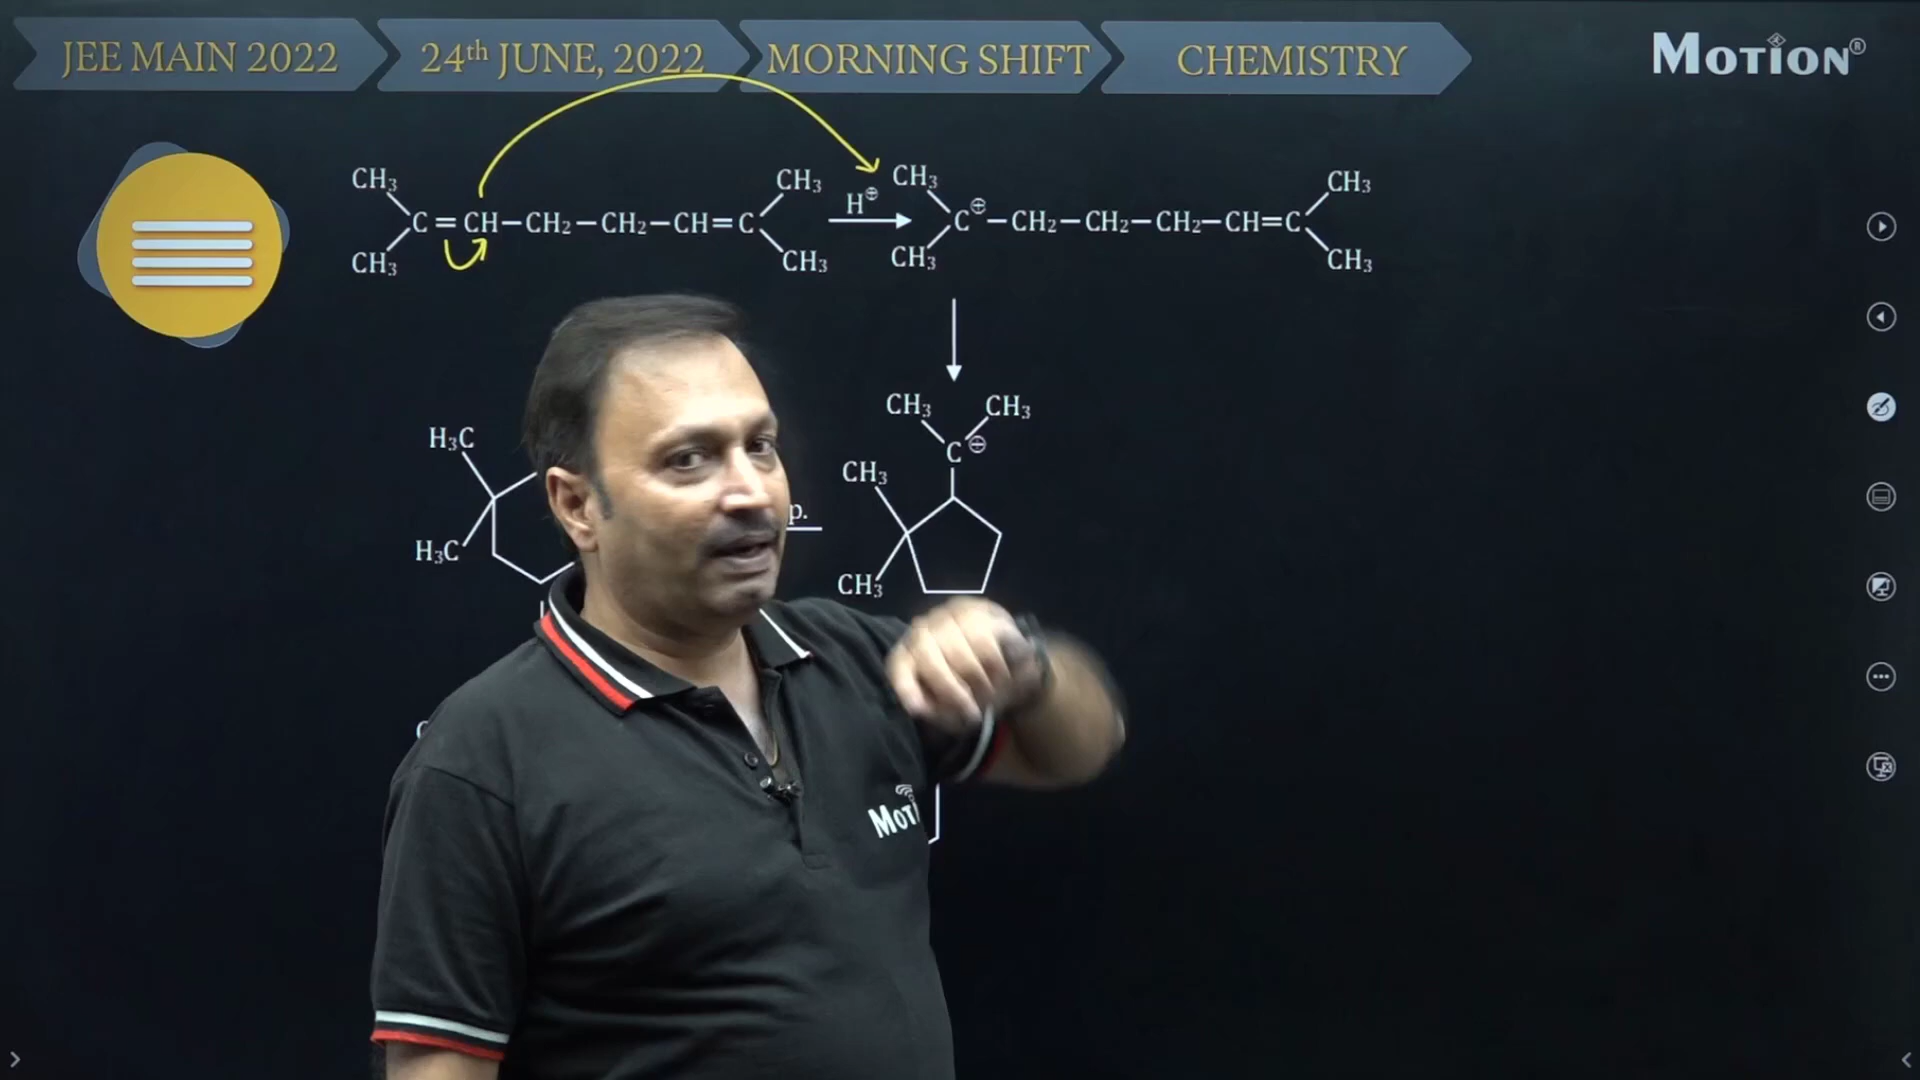 JEE MAIN 2022
24th JUNE, 2022
MORNING SHIFT
CHEMISTRY
MOTION®
CH₃ CH₃
C=CH—CH₂—CH₂—CH=C
CH₃ CH₃
H⊕
CH₃ CH₃
C⊕—CH₂—CH₂—CH₂—CH=C
CH₃ CH₃
CH₃ CH₃
C⊕
CH₃
CH₃
H₃C
H₃C
p.